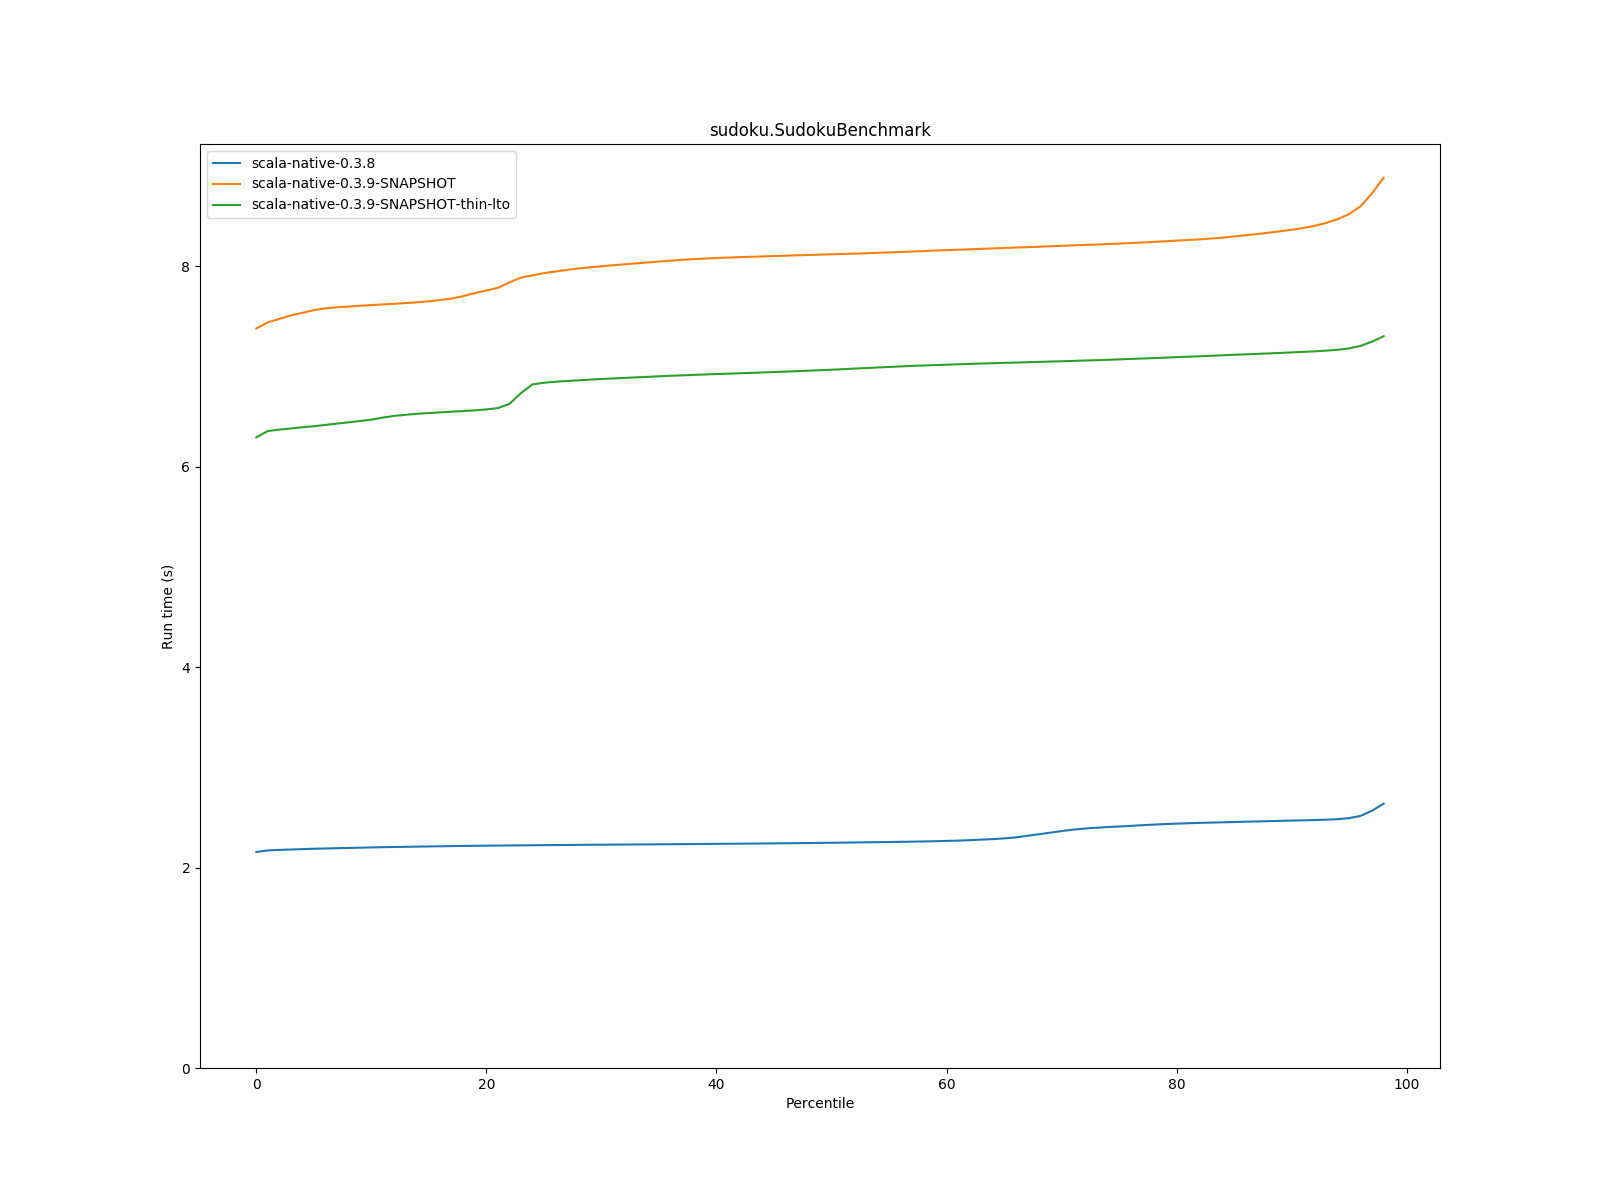 sudoku.SudokuBenchmark
scala-native-0.3.8
scala-native-0.3.9-SNAPSHOT
scala-native-0.3.9-SNAPSHOT-thin-lto
8
6
4
2
0
Run time (s)
0 20 40 60 80 100
Percentile